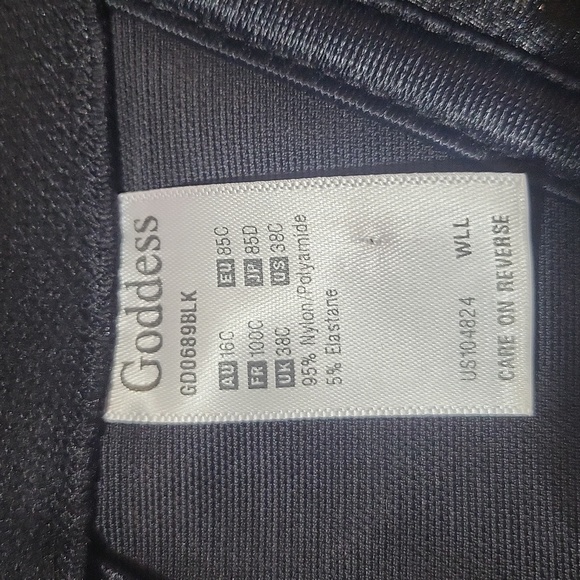 Goddess
GD0689BLK
AU 16C EU 85C
FR 100C JP 85D
UK 38C US 38C
95% Nylon/Polyamide
5% Elastane
US104824 WLL
CARE ON REVERSE